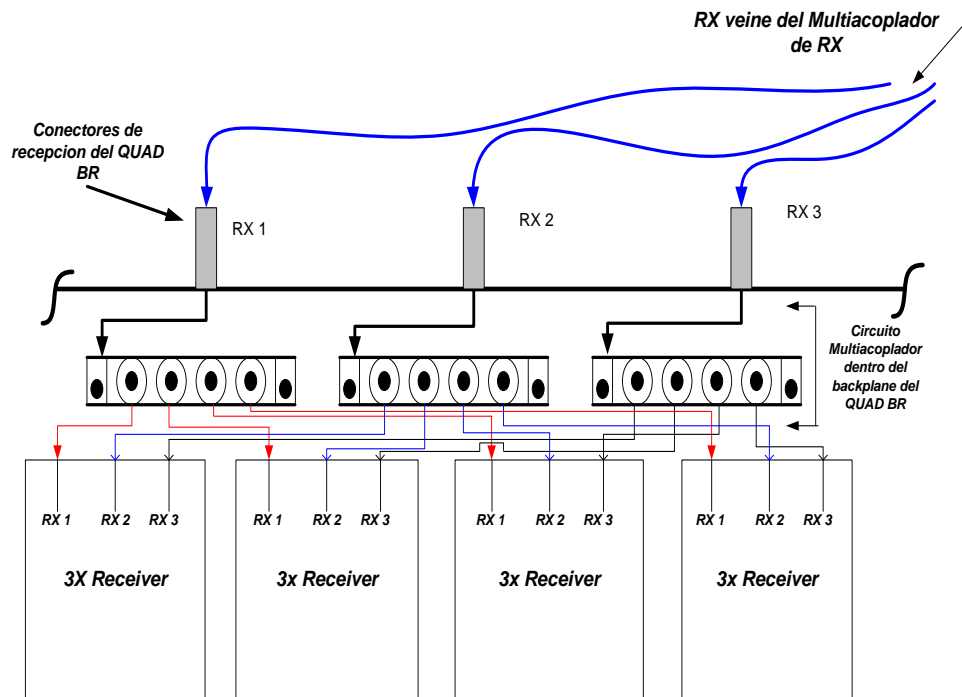 RX veine del Multiacoplador
de RX
Conectores de
recepcion del QUAD
BR
RX 1
RX 2
RX 3
Circuito
Multiacoplador
dentro del
backplane del
QUAD BR
RX 1 RX 2 RX 3
RX 1 RX 2 RX 3
RX 1 RX 2 RX 3
RX 1 RX 2 RX 3
3X Receiver
3x Receiver
3x Receiver
3x Receiver